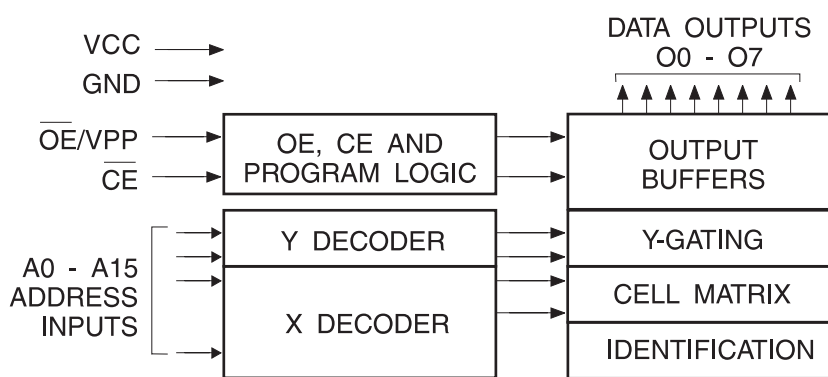 DATA OUTPUTS
O0 - O7
VCC
GND
OE/VPP
CE
OE, CE AND
PROGRAM LOGIC
OUTPUT
BUFFERS
A0 - A15
ADDRESS
INPUTS
Y DECODER
Y-GATING
X DECODER
CELL MATRIX
IDENTIFICATION